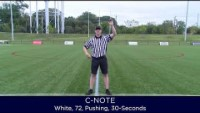 C-NOTE
White, 72, Pushing, 30-Seconds